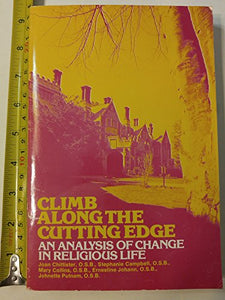 CLIMB
ALONG THE
CUTTING EDGE
AN ANALYSIS OF CHANGE
IN RELIGIOUS LIFE
Joan Chittister, O.S.B., Stephanie Campbell, O.S.B.,
Mary Collins, O.S.B., Ernestine Johann, O.S.B.,
Johnette Putnam, O.S.B.